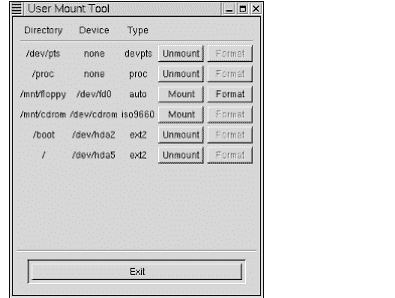 User Mount Tool
Directory Device Type
/dev/pts none devpts Unmount Format
/proc none proc Unmount Format
/mnt/floppy /dev/fd0 auto Mount Format
/mnt/cdrom /dev/cdrom iso9660 Mount Format
/boot /dev/hda2 ext2 Unmount Format
/ /dev/hda5 ext2 Unmount Format
Exit